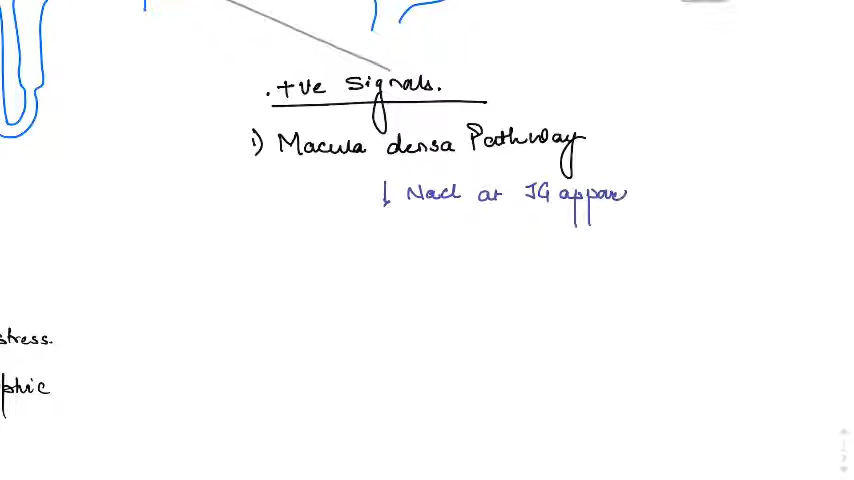 .+ve Signals.
1) Macula densa Pathway
↓ Nacl at JG appar
stress.
phic